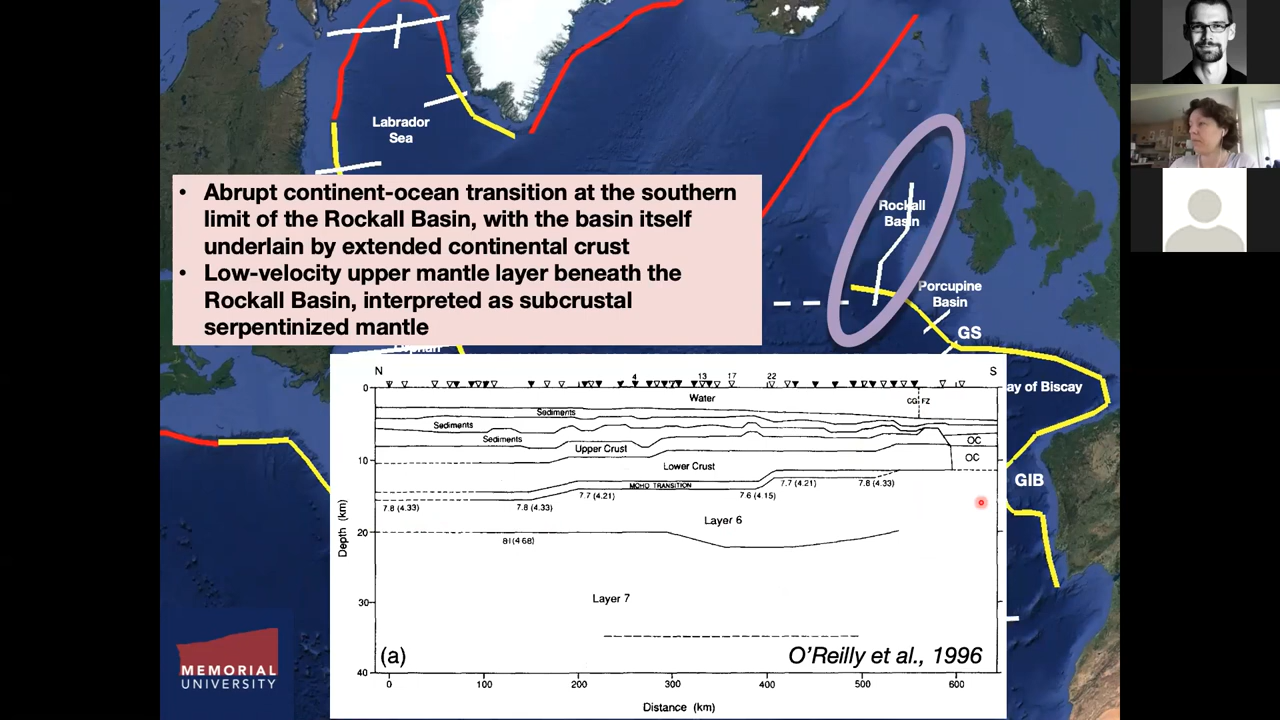 Labrador
Sea
• Abrupt continent-ocean transition at the southern
limit of the Rockall Basin, with the basin itself
underlain by extended continental crust
• Low-velocity upper mantle layer beneath the
Rockall Basin, interpreted as subcrustal
serpentinized mantle
Rockall
Basin
Porcupine
Basin
GS
ay of Biscay
GIB
N
S
4
13
17
22
Water
CG FZ
Sediments
Sediments
Sediments
Upper Crust
Lower Crust
OC
OC
MOHO TRANSITION
7.8 (4.33)
7.8 (4.33)
7.7 (4.21)
7.6 (4.15)
7.7 (4.21)
7.8 (4.33)
Layer 6
81(4 68)
Layer 7
(a)
O'Reilly et al., 1996
0
10
20
30
40
Depth (km)
0
100
200
300
400
500
600
Distance (km)
MEMORIAL
UNIVERSITY